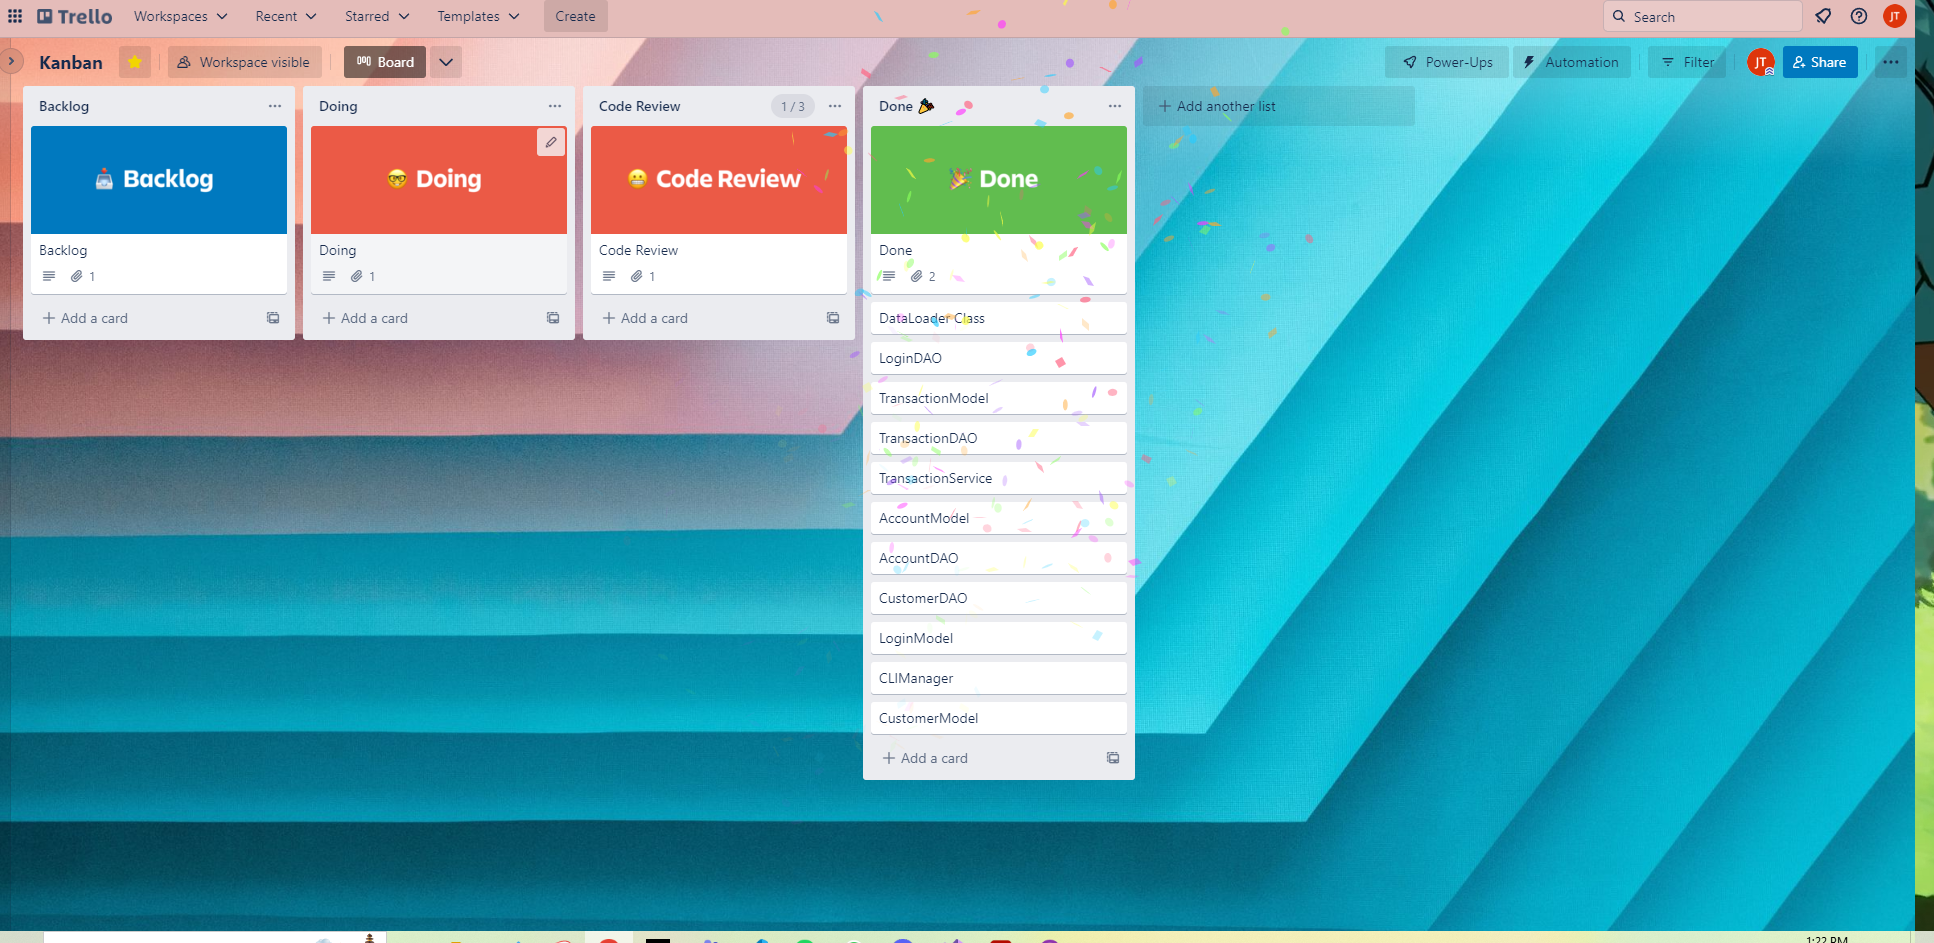 Trello Workspaces Recent Starred Templates Create Search JT
Kanban Workspace visible Board Power-Ups Automation Filter JT Share
Backlog
Backlog
Backlog
1
Add a card
Doing
Doing
Doing
1
Add a card
Code Review 1 / 3
Code Review
Code Review
1
Add a card
Done
Done
Done
2
DataLoader Class
LoginDAO
TransactionModel
TransactionDAO
TransactionService
AccountModel
AccountDAO
CustomerDAO
LoginModel
CLIManager
CustomerModel
Add a card
Add another list
1:22 PM